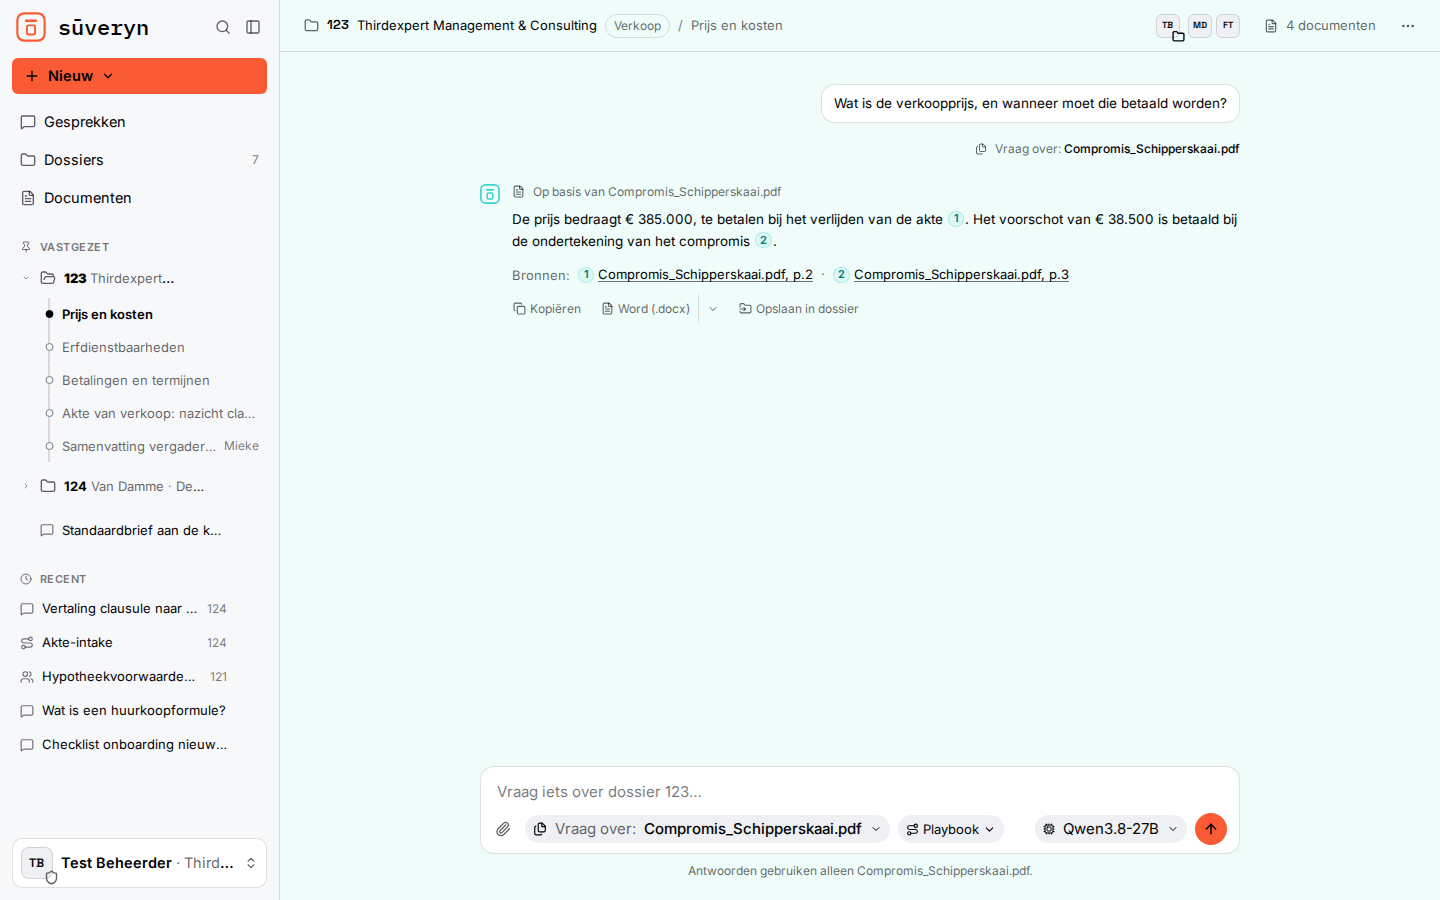 sūveryn
Nieuw
Gesprekken
Dossiers 7
Documenten
VASTGEZET
123 Thirdexpert...
Prijs en kosten
Erfdienstbaarheden
Betalingen en termijnen
Akte van verkoop: nazicht cla...
Samenvatting vergader... Mieke
124 Van Damme · De...
Standaardbrief aan de k...
RECENT
Vertaling clausule naar ... 124
Akte-intake 124
Hypotheekvoorwaarde... 121
Wat is een huurkoopformule?
Checklist onboarding nieuw...
TB Test Beheerder · Third...
123 Thirdexpert Management & Consulting Verkoop / Prijs en kosten
TB MD FT 4 documenten
Wat is de verkoopprijs, en wanneer moet die betaald worden?
Vraag over: Compromis_Schipperskaai.pdf
Op basis van Compromis_Schipperskaai.pdf
De prijs bedraagt € 385.000, te betalen bij het verlijden van de akte 1. Het voorschot van € 38.500 is betaald bij
de ondertekening van het compromis 2.
Bronnen: 1 Compromis_Schipperskaai.pdf, p.2 · 2 Compromis_Schipperskaai.pdf, p.3
Kopiëren Word (.docx) Opslaan in dossier
Vraag iets over dossier 123...
Vraag over: Compromis_Schipperskaai.pdf Playbook Qwen3.8-27B
Antwoorden gebruiken alleen Compromis_Schipperskaai.pdf.